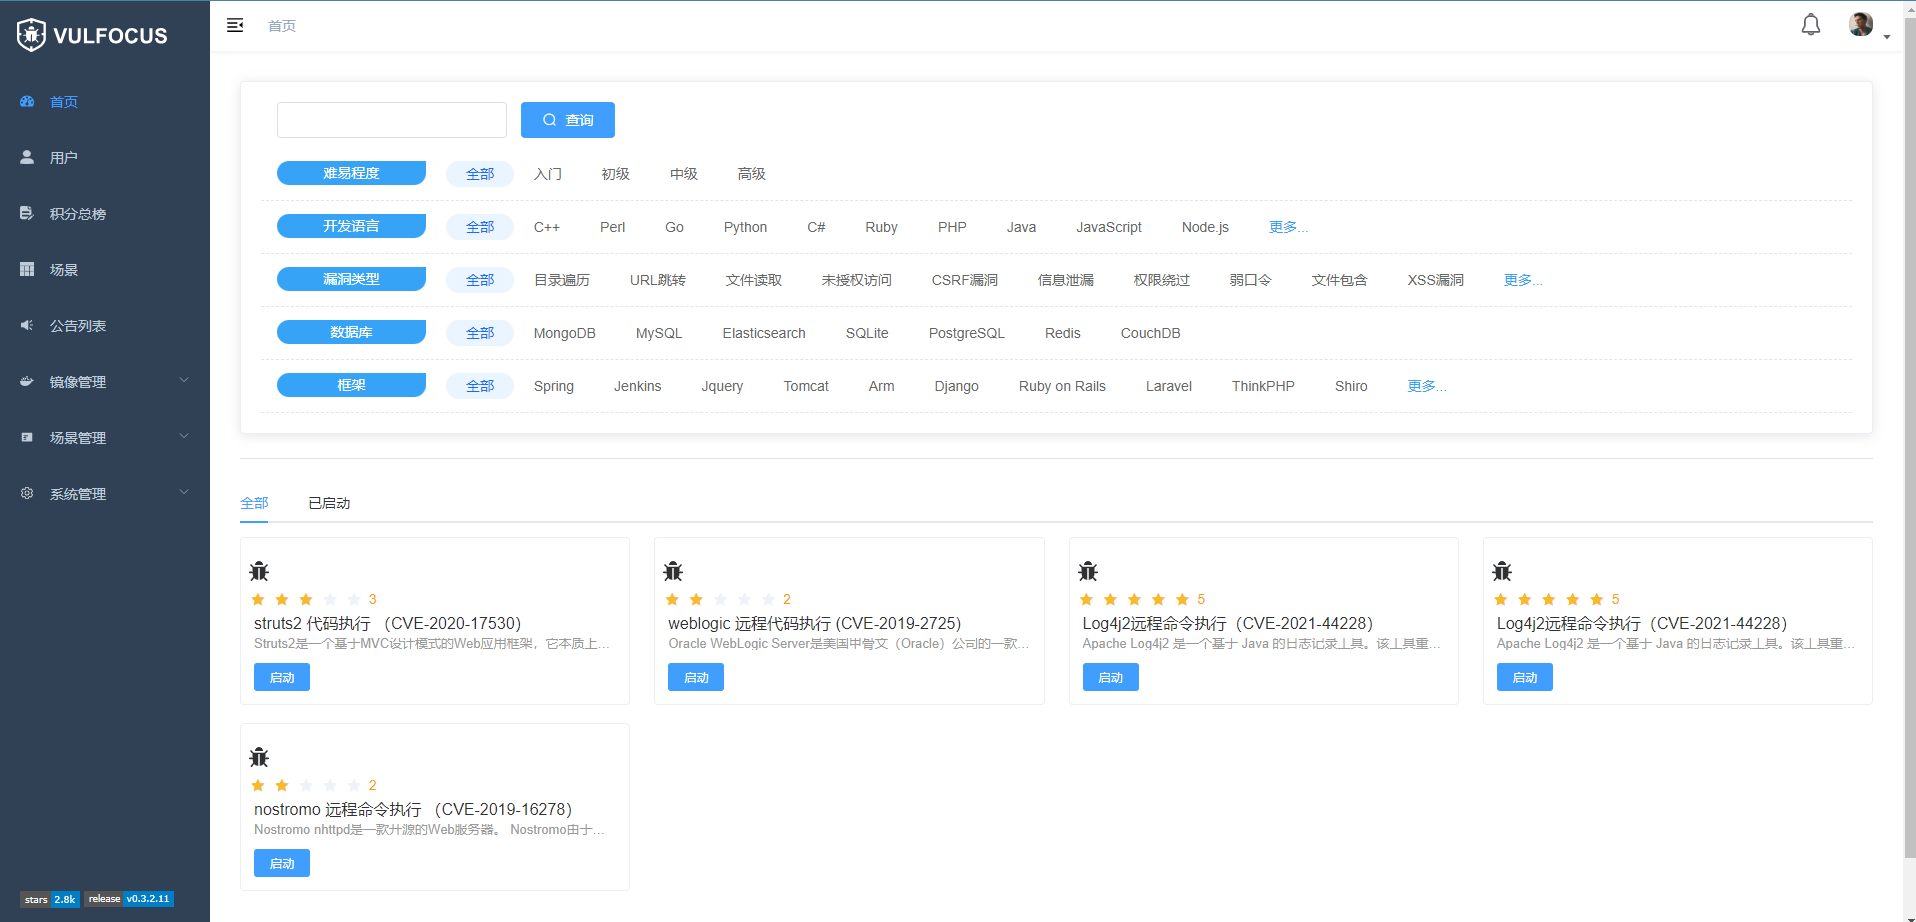 VULFOCUS
首页
用户
积分总榜
场景
公告列表
镜像管理
场景管理
系统管理
stars 2.8k release v0.3.2.11
首页
查询
难易程度 全部 入门 初级 中级 高级
开发语言 全部 C++ Perl Go Python C# Ruby PHP Java JavaScript Node.js 更多...
漏洞类型 全部 目录遍历 URL跳转 文件读取 未授权访问 CSRF漏洞 信息泄漏 权限绕过 弱口令 文件包含 XSS漏洞 更多...
数据库 全部 MongoDB MySQL Elasticsearch SQLite PostgreSQL Redis CouchDB
框架 全部 Spring Jenkins Jquery Tomcat Arm Django Ruby on Rails Laravel ThinkPHP Shiro 更多...
全部 已启动
3
struts2 代码执行 （CVE-2020-17530）
Struts2是一个基于MVC设计模式的Web应用框架，它本质上...
启动
2
weblogic 远程代码执行 (CVE-2019-2725)
Oracle WebLogic Server是美国甲骨文（Oracle）公司的一款...
启动
5
Log4j2远程命令执行（CVE-2021-44228）
Apache Log4j2 是一个基于 Java 的日志记录工具。该工具重...
启动
5
Log4j2远程命令执行（CVE-2021-44228）
Apache Log4j2 是一个基于 Java 的日志记录工具。该工具重...
启动
2
nostromo 远程命令执行 （CVE-2019-16278）
Nostromo nhttpd是一款开源的Web服务器。 Nostromo由于...
启动